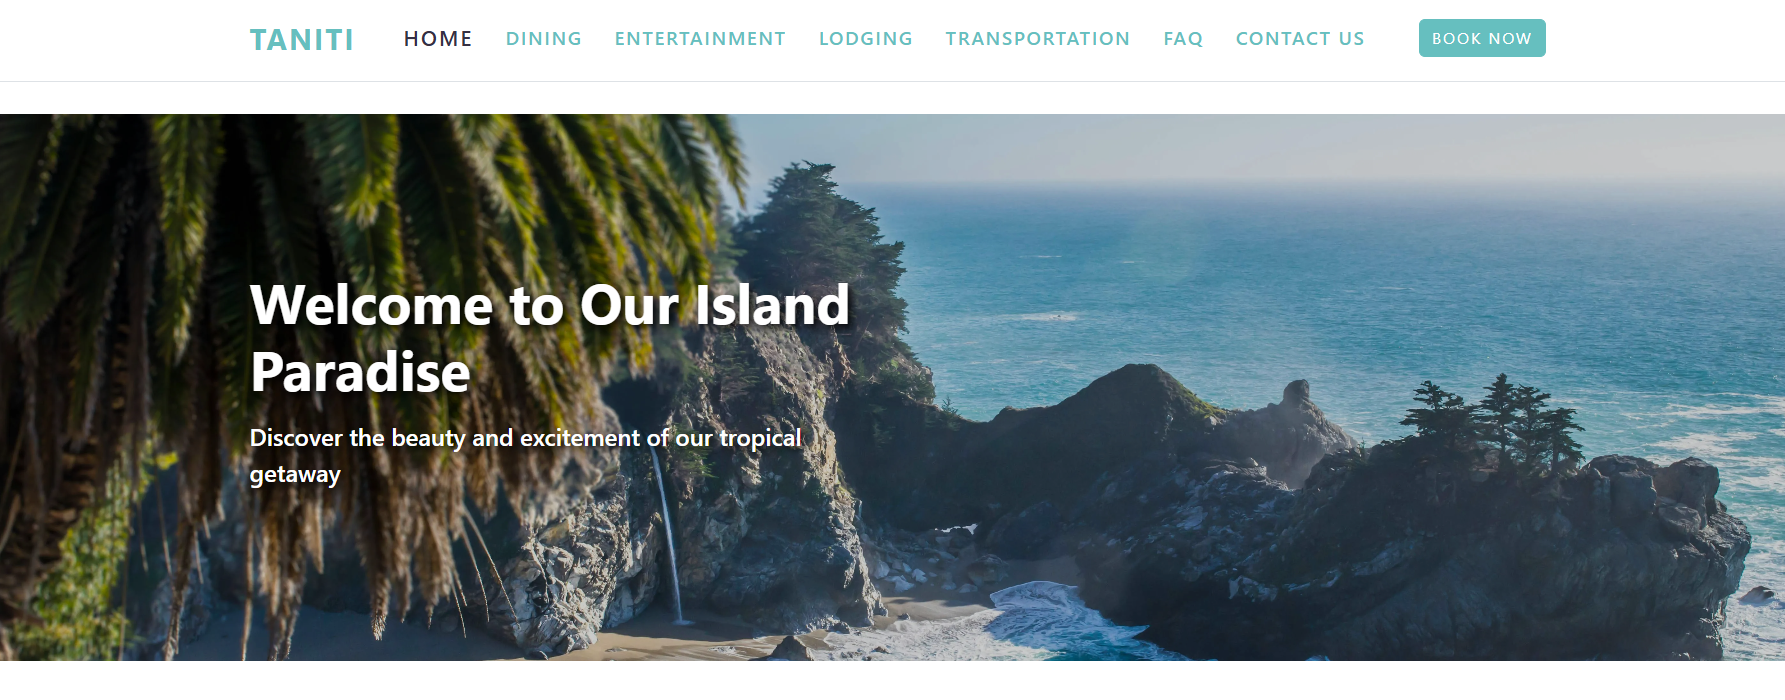 TANITI HOME DINING ENTERTAINMENT LODGING TRANSPORTATION FAQ CONTACT US BOOK NOW
Welcome to Our Island
Paradise
Discover the beauty and excitement of our tropical
getaway